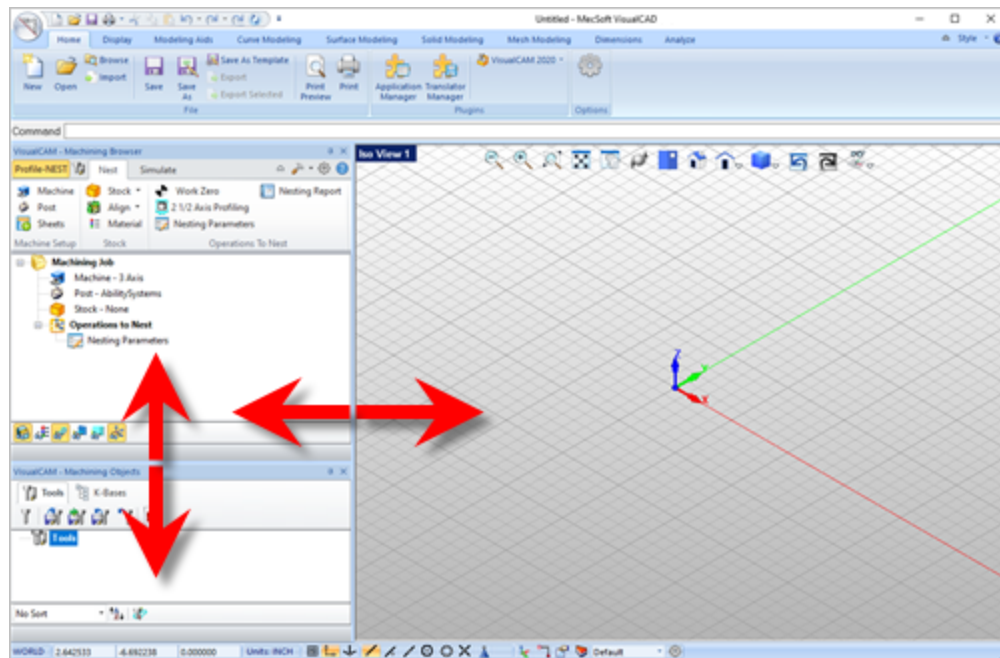 Untitled - MecSoft VisualCAD
Home Display Modeling Aids Curve Modeling Surface Modeling Solid Modeling Mesh Modeling Dimensions Analyze Style
New Open Browse Import Save Save As Save As Template Export Export Selected Print Preview Print Application Manager Translator Manager VisualCAM 2020
File Plugins Options
Command
VisualCAM - Machining Browser
Iso View 1
Profile-NEST Nest Simulate
Machine Stock Work Zero Nesting Report
Post Align 2 1/2 Axis Profiling
Sheets Material Nesting Parameters
Machine Setup Stock Operations To Nest
Machining Job
Machine - 3 Axis
Post - AbilitySystems
Stock - None
Operations to Nest
Nesting Parameters
Z
Y
X
VisualCAM - Machining Objects
Tools K-Bases
Tools
No Sort
WORLD 2.642533 -6.692238 0.000000 Units: INCH Default